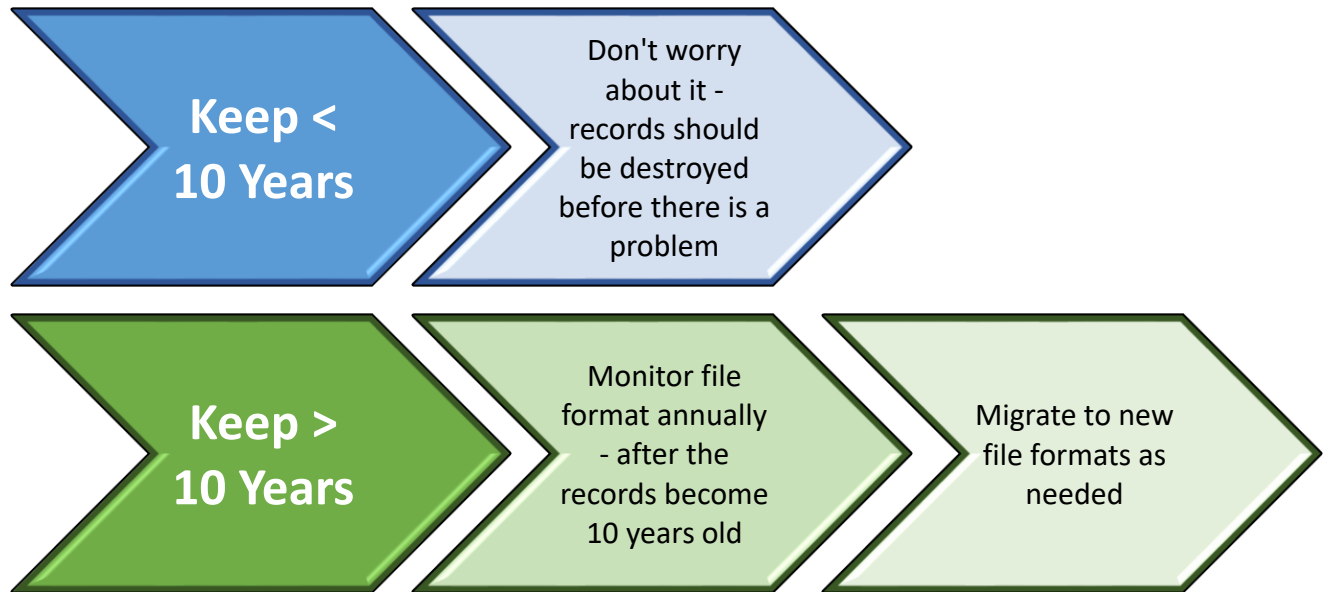 Keep <
10 Years
Don't worry
about it -
records should
be destroyed
before there is a
problem
Keep >
10 Years
Monitor file
format annually
- after the
records become
10 years old
Migrate to new
file formats as
needed